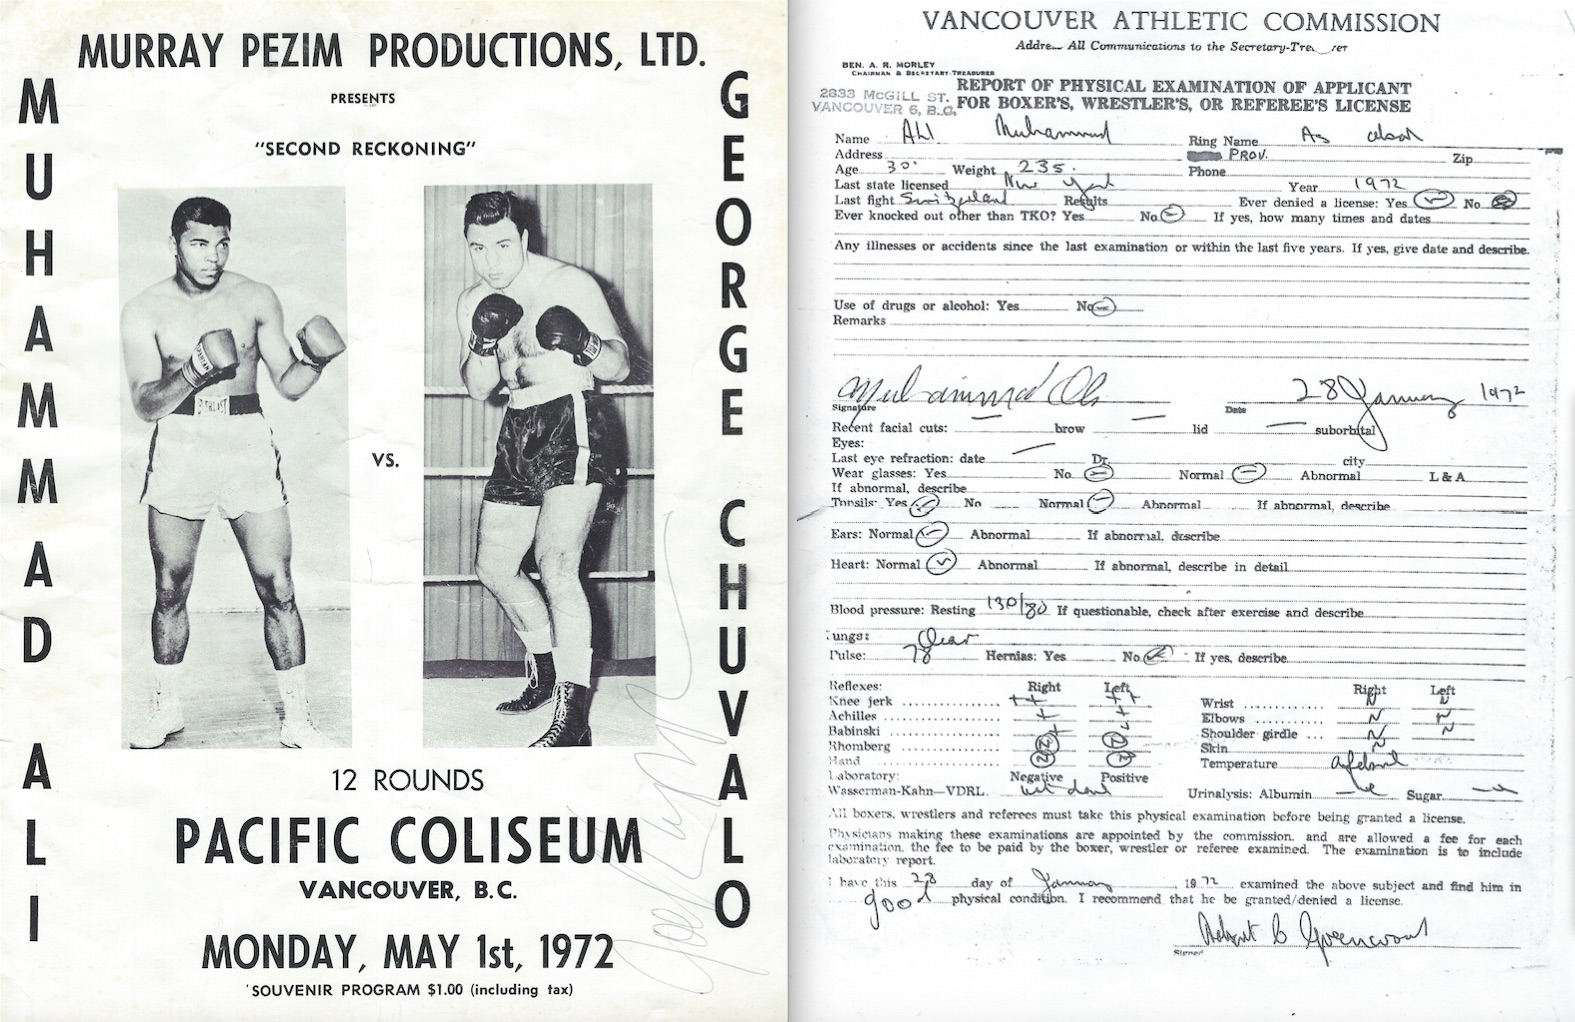 MURRAY PEZIM PRODUCTIONS, LTD.
PRESENTS
"SECOND RECKONING"
MUHAMMAD ALI
VS.
GEORGE CHUVALO
EVERLAST
12 ROUNDS
PACIFIC COLISEUM
VANCOUVER, B.C.
MONDAY, MAY 1st, 1972
SOUVENIR PROGRAM $1.00 (including tax)
VANCOUVER ATHLETIC COMMISSION
All Communications to the
BEN. A. R. MORLEY
CHAIRMAN & SECRETARY-TREASURER
2833 McGILL ST.
VANCOUVER 6, B.C.
REPORT OF PHYSICAL EXAMINATION OF APPLICANT
FOR BOXER'S, WRESTLER'S, OR REFEREE'S LICENSE
Name Ali Muhammad Ring Name As above
Address PROV. Zip
Age 30 Weight 235. Phone
Last state licensed New York Year 1972
Last fight Switzerland Results Ever denied a license: Yes No
Ever knocked out other than TKO? Yes No If yes, how many times and dates
Any illnesses or accidents since the last examination or within the last five years. If yes, give date and describe.
Use of drugs or alcohol: Yes No
Remarks
Muhammad Ali 28 January 1972
Signature Date
Recent facial cuts: brow lid suborbital
Eyes:
Last eye refraction: date Dr. city
Wear glasses: Yes No Normal Abnormal L & A
If abnormal, describe
Tonsils: Yes No Normal Abnormal If abnormal, describe
Ears: Normal Abnormal If abnormal, describe
Heart: Normal Abnormal If abnormal, describe in detail
Blood pressure: Resting 130/80 If questionable, check after exercise and describe
ungs: Clear
Pulse: 78 Hernias: Yes No If yes, describe
Reflexes: Right Left Right Left
Knee jerk ++ ++ Wrist N
Achilles + + Elbows N N
Babinski Shoulder girdle N N
Rhomberg Skin N
Hand Temperature afebrile
Laboratory: Negative Positive
Wasserman-Kahn—VDRL. not done Urinalysis: Albumin -ve Sugar -ve
All boxers, wrestlers and referees must take this physical examination before being granted a license.
Physicians making these examinations are appointed by the commission, and are allowed a fee for each
examination, the fee to be paid by the boxer, wrestler or referee examined. The examination is to include
laboratory report.
I have this 28 day of January, 1972 examined the above subject and find him in
good physical condition. I recommend that he be granted/denied a license.
Greenwood
Signed